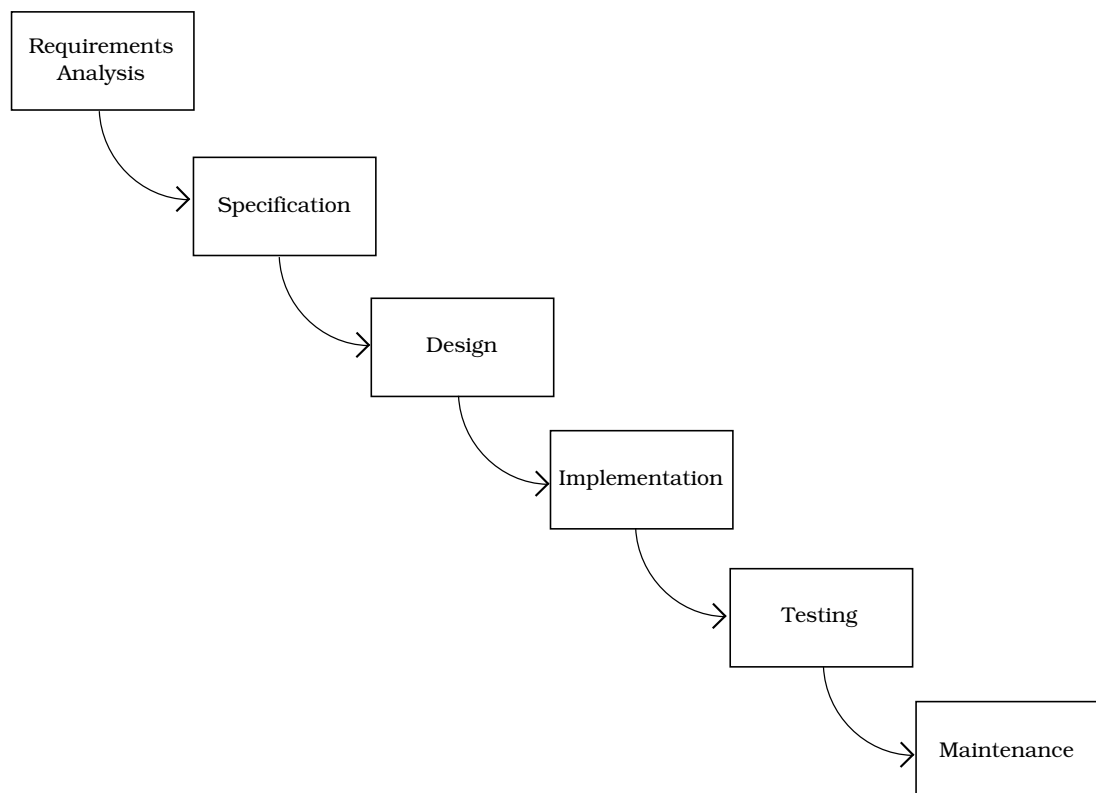 Requirements
Analysis
Specification
Design
Implementation
Testing
Maintenance